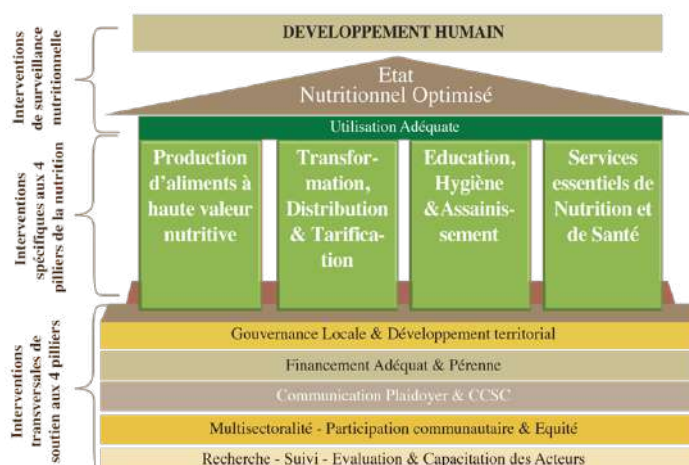 Interventions
de surveillance
nutritionnelle
DEVELOPPEMENT HUMAIN
Etat
Nutritionnel Optimisé
Utilisation Adéquate
Interventions
spécifiques aux 4
pilliers de la nutrition
Production
d'aliments à
haute valeur
nutritive
Transfor-
mation,
Distribution
& Tarifica-
tion
Education,
Hygiène
&Assainis-
sement
Services
essentiels de
Nutrition et
de Santé
Interventions
transversales de
soutien aux 4 pilliers
Gouvernance Locale & Développement territorial
Financement Adéquat & Pérenne
Communication Plaidoyer & CCSC
Multisectoralité - Participation communautaire & Equité
Recherche - Suivi - Evaluation & Capacitation des Acteurs